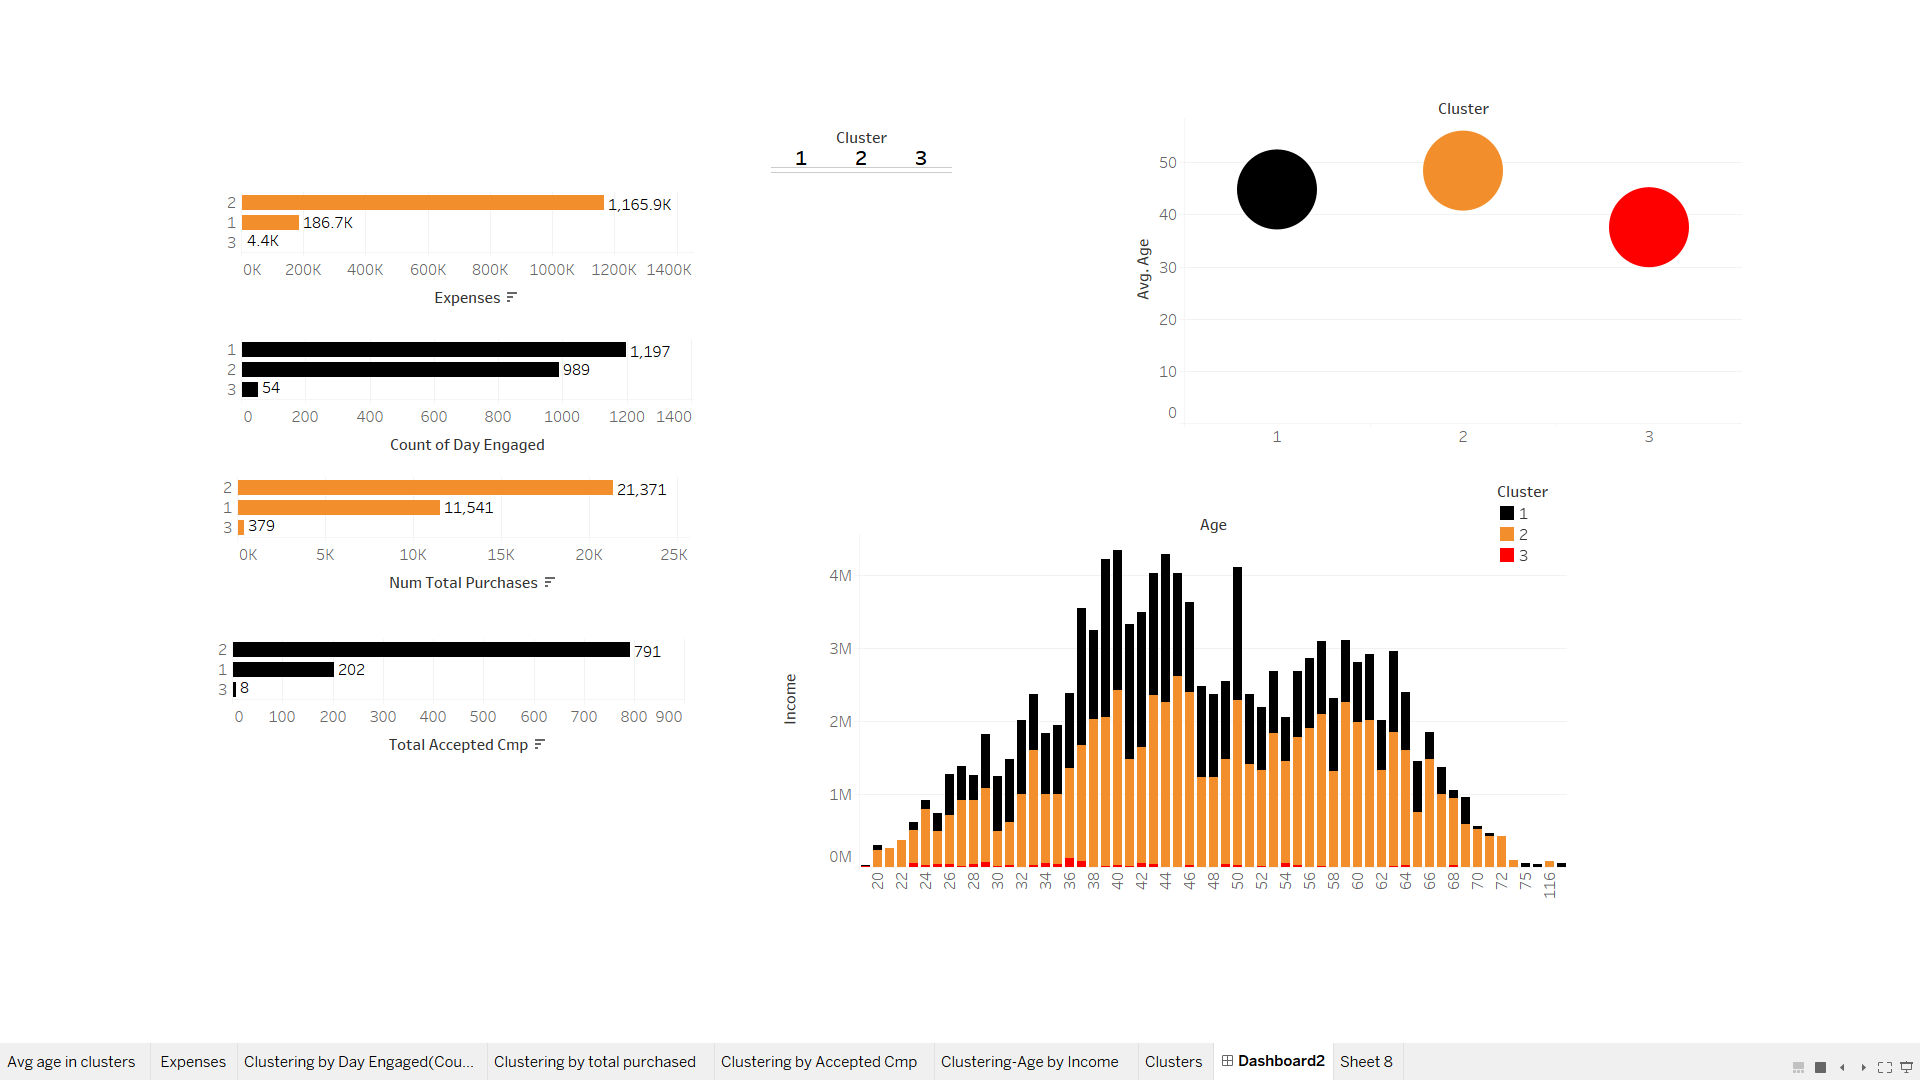 2 1,165.9K
1 186.7K
3 4.4K
0K 200K 400K 600K 800K 1000K 1200K 1400K
Expenses
1 1,197
2 989
3 54
0 200 400 600 800 1000 1200 1400
Count of Day Engaged
2 21,371
1 11,541
3 379
0K 5K 10K 15K 20K 25K
Num Total Purchases
2 791
1 202
3 8
0 100 200 300 400 500 600 700 800 900
Total Accepted Cmp
Cluster
1 2 3
Cluster
Avg. Age
50
40
30
20
10
0
1 2 3
Cluster
1
2
3
Age
Income
4M
3M
2M
1M
0M
20 22 24 26 28 30 32 34 36 38 40 42 44 46 48 50 52 54 56 58 60 62 64 66 68 70 72 75 116
Avg age in clusters Expenses Clustering by Day Engaged(Cou... Clustering by total purchased Clustering by Accepted Cmp Clustering-Age by Income Clusters Dashboard2 Sheet 8